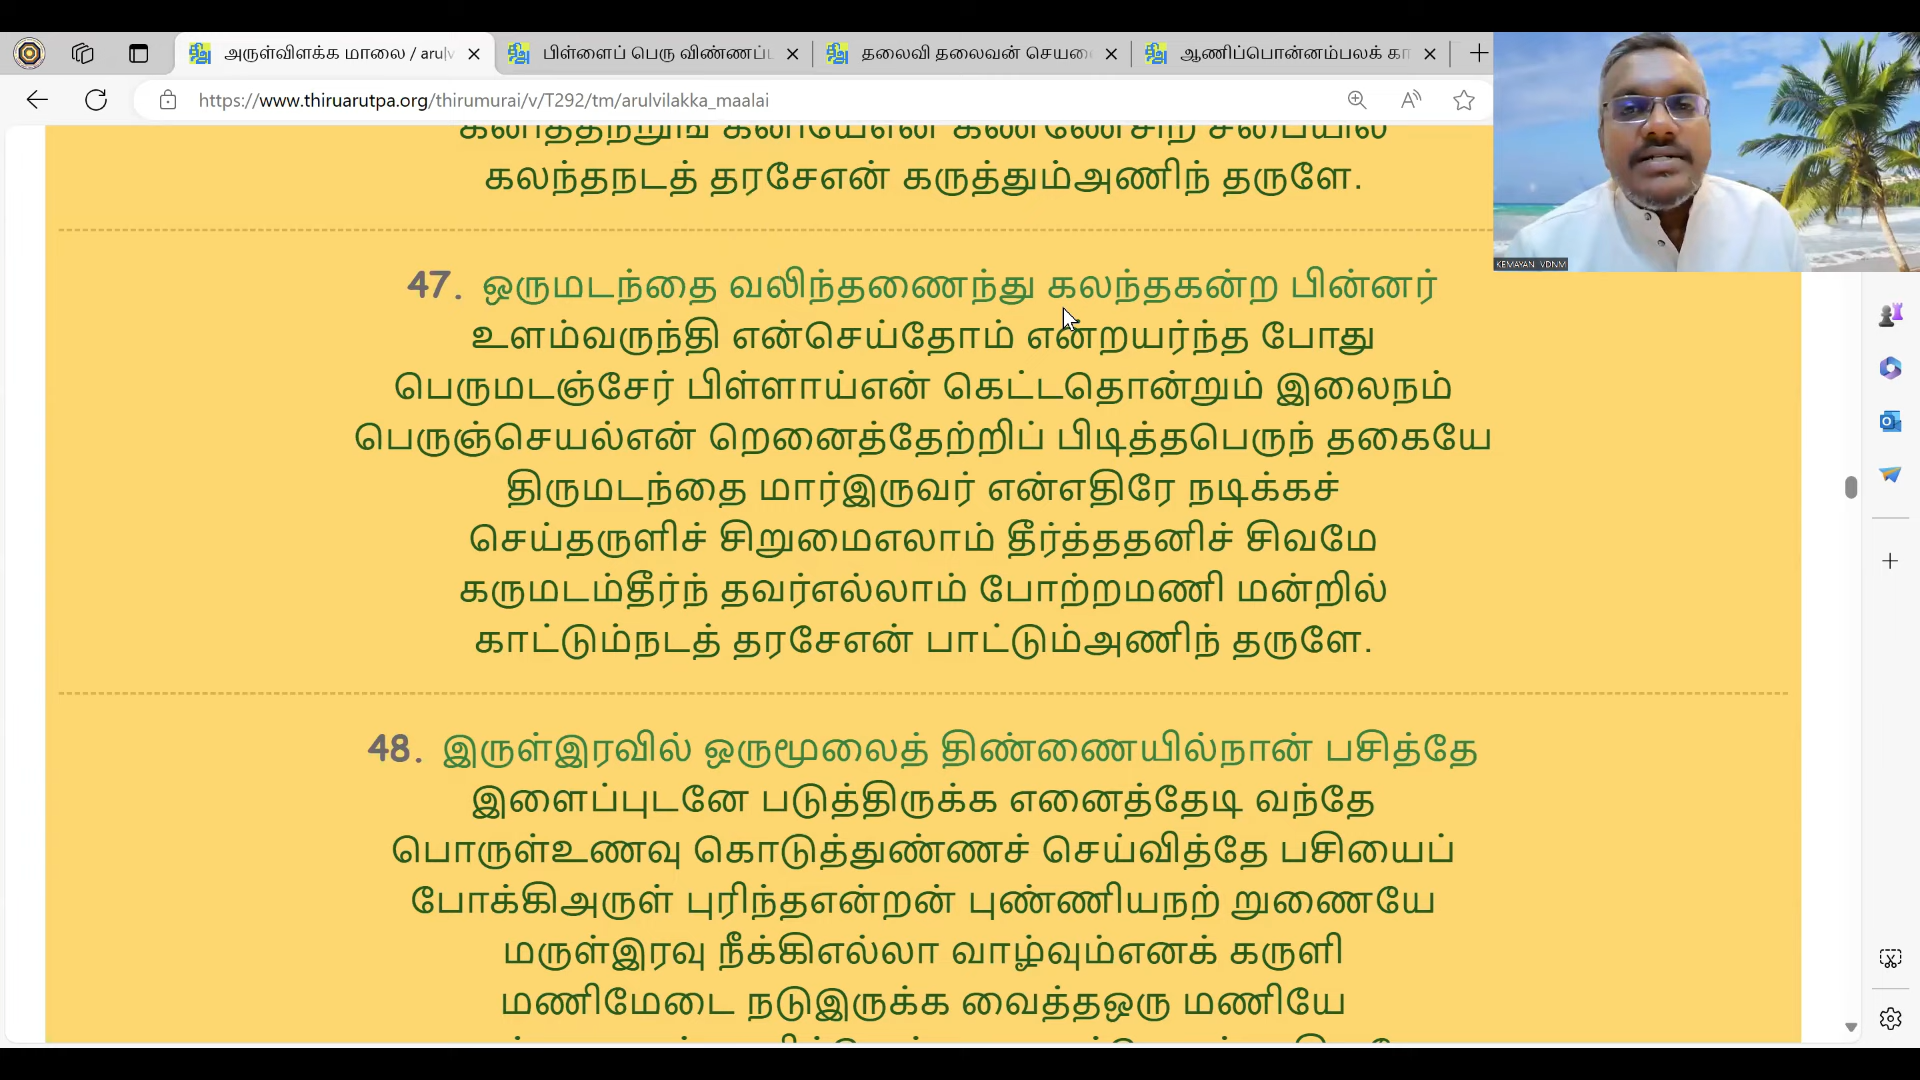 அருள்விளக்க மாலை / arulv
பிள்ளைப் பெரு விண்ணப்ப
தலைவி தலைவன் செய
ஆணிப்பொன்னம்பலக் கா
https://www.thiruarutpa.org/thirumurai/v/T292/tm/arulvilakka_maalai
கலந்தநடத் தரசேஎன் கருத்தும்அணிந் தருளே.
47. ஒருமடந்தை வலிந்தணைந்து கலந்தகன்ற பின்னர்
உளம்வருந்தி என்செய்தோம் என்றயர்ந்த போது
பெருமடஞ்சேர் பிள்ளாய்என் கெட்டதொன்றும் இலைநம்
பெருஞ்செயல்என் றெனைத்தேற்றிப் பிடித்தபெருந் தகையே
திருமடந்தை மார்இருவர் என்எதிரே நடிக்கச்
செய்தருளிச் சிறுமைஎலாம் தீர்த்ததனிச் சிவமே
கருமடம்தீர்ந் தவர்எல்லாம் போற்றமணி மன்றில்
காட்டும்நடத் தரசேஎன் பாட்டும்அணிந் தருளே.
48. இருள்இரவில் ஒருமூலைத் திண்ணையில்நான் பசித்தே
இளைப்புடனே படுத்திருக்க எனைத்தேடி வந்தே
பொருள்உணவு கொடுத்துண்ணச் செய்வித்தே பசியைப்
போக்கிஅருள் புரிந்தஎன்றன் புண்ணியநற் றுணையே
மருள்இரவு நீக்கிஎல்லா வாழ்வும்எனக் கருளி
மணிமேடை நடுஇருக்க வைத்தஒரு மணியே
KEMAYAN VDNM